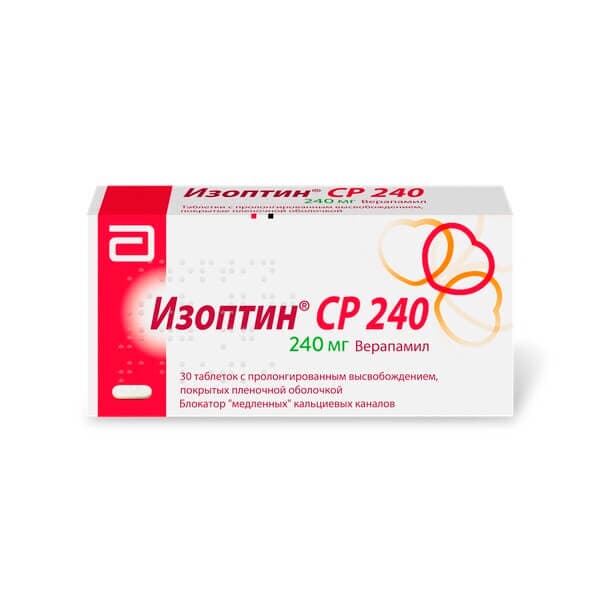 Изоптин® СР 240
240 мг Верапамил
Таблетки с пролонгированным высвобождением,
покрытые пленочной оболочкой
Изоптин® СР 240
240 мг Верапамил
30 таблеток с пролонгированным высвобождением,
покрытых пленочной оболочкой
Блокатор "медленных" кальциевых каналов